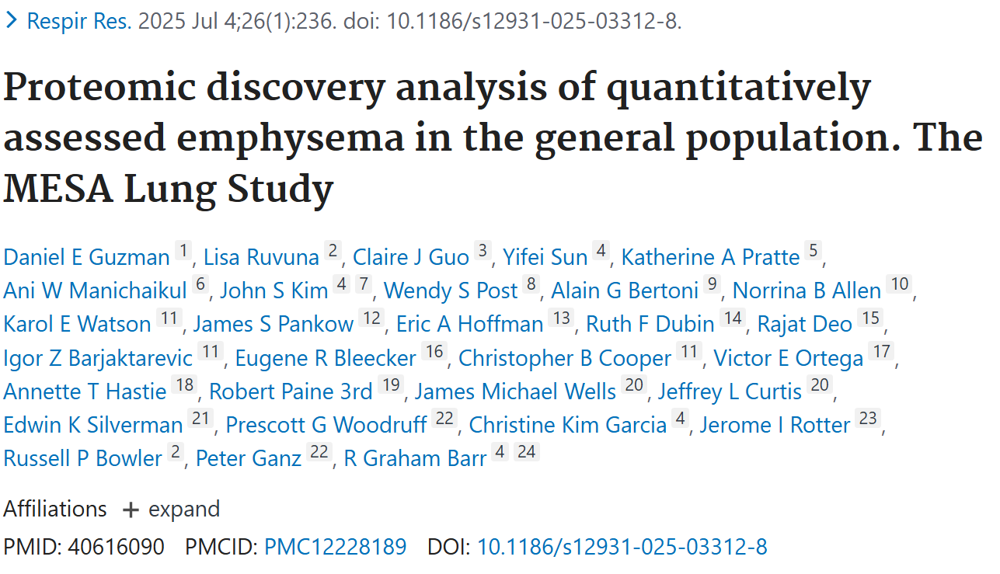 > Respir Res. 2025 Jul 4;26(1):236. doi: 10.1186/s12931-025-03312-8.
Proteomic discovery analysis of quantitatively
assessed emphysema in the general population. The
MESA Lung Study
Daniel E Guzman 1, Lisa Ruvuna 2, Claire J Guo 3, Yifei Sun 4, Katherine A Pratte 5,
Ani W Manichaikul 6, John S Kim 4 7, Wendy S Post 8, Alain G Bertoni 9, Norrina B Allen 10,
Karol E Watson 11, James S Pankow 12, Eric A Hoffman 13, Ruth F Dubin 14, Rajat Deo 15,
Igor Z Barjaktarevic 11, Eugene R Bleecker 16, Christopher B Cooper 11, Victor E Ortega 17,
Annette T Hastie 18, Robert Paine 3rd 19, James Michael Wells 20, Jeffrey L Curtis 20,
Edwin K Silverman 21, Prescott G Woodruff 22, Christine Kim Garcia 4, Jerome I Rotter 23,
Russell P Bowler 2, Peter Ganz 22, R Graham Barr 4 24
Affiliations + expand
PMID: 40616090 PMCID: PMC12228189 DOI: 10.1186/s12931-025-03312-8